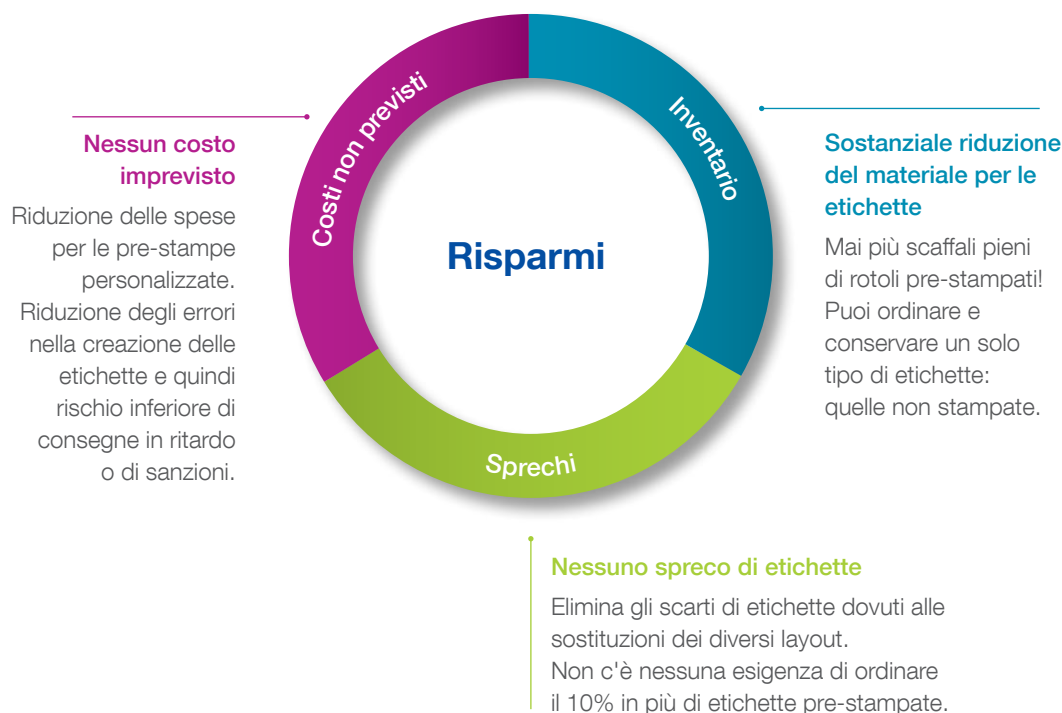 Costi non previsti
Inventario
Sprechi
Risparmi
Nessun costo
imprevisto
Riduzione delle spese
per le pre-stampe
personalizzate.
Riduzione degli errori
nella creazione delle
etichette e quindi
rischio inferiore di
consegne in ritardo
o di sanzioni.
Sostanziale riduzione
del materiale per le
etichette
Mai più scaffali pieni
di rotoli pre-stampati!
Puoi ordinare e
conservare un solo
tipo di etichette:
quelle non stampate.
Nessuno spreco di etichette
Elimina gli scarti di etichette dovuti alle
sostituzioni dei diversi layout.
Non c'è nessuna esigenza di ordinare
il 10% in più di etichette pre-stampate.